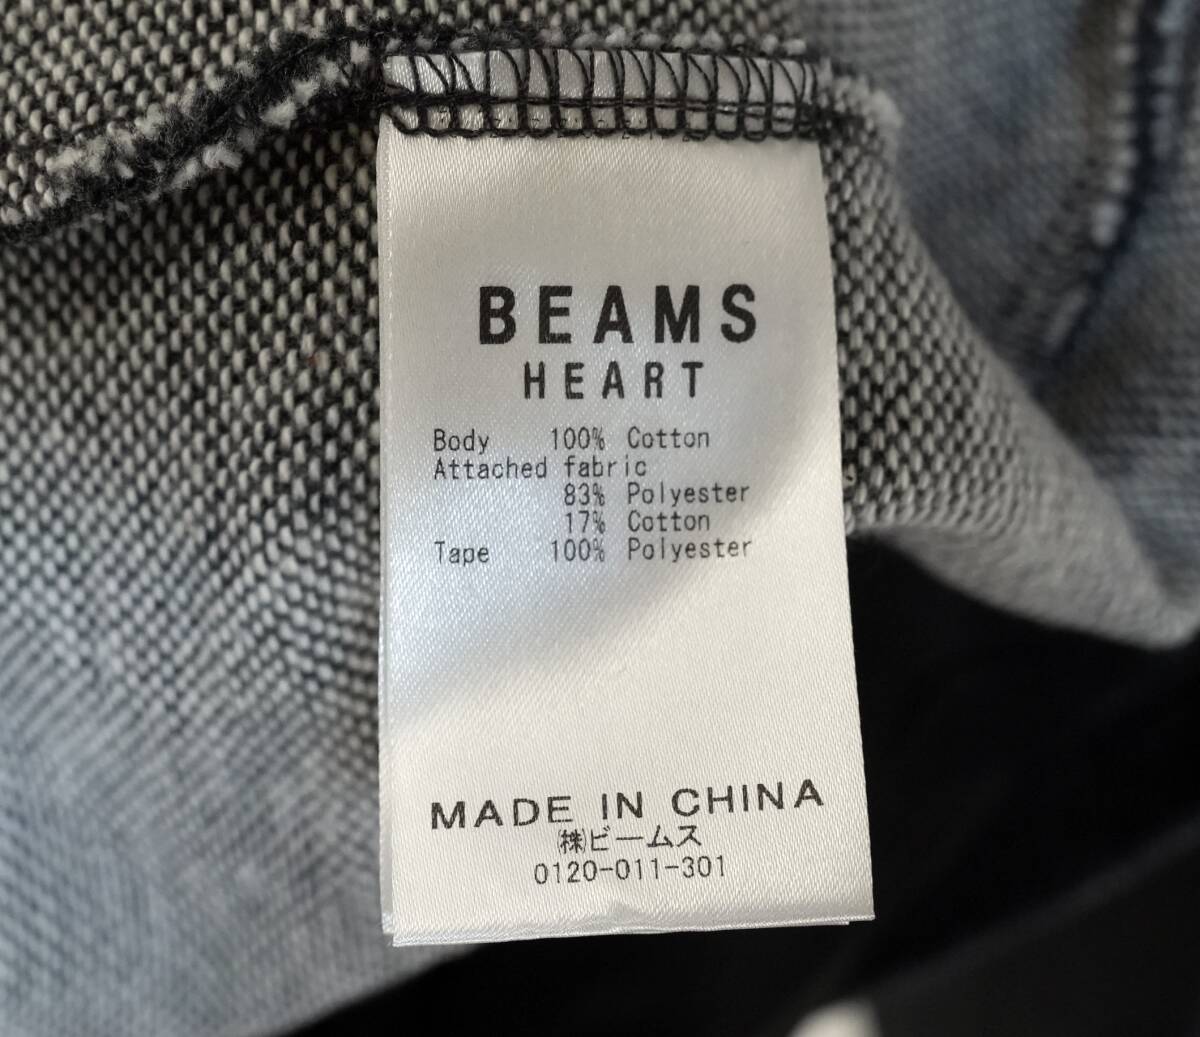 BEAMS
HEART
Body 100% Cotton
Attached fabric
83% Polyester
17% Cotton
Tape 100% Polyester
MADE IN CHINA
㈱ビームス
0120-011-301